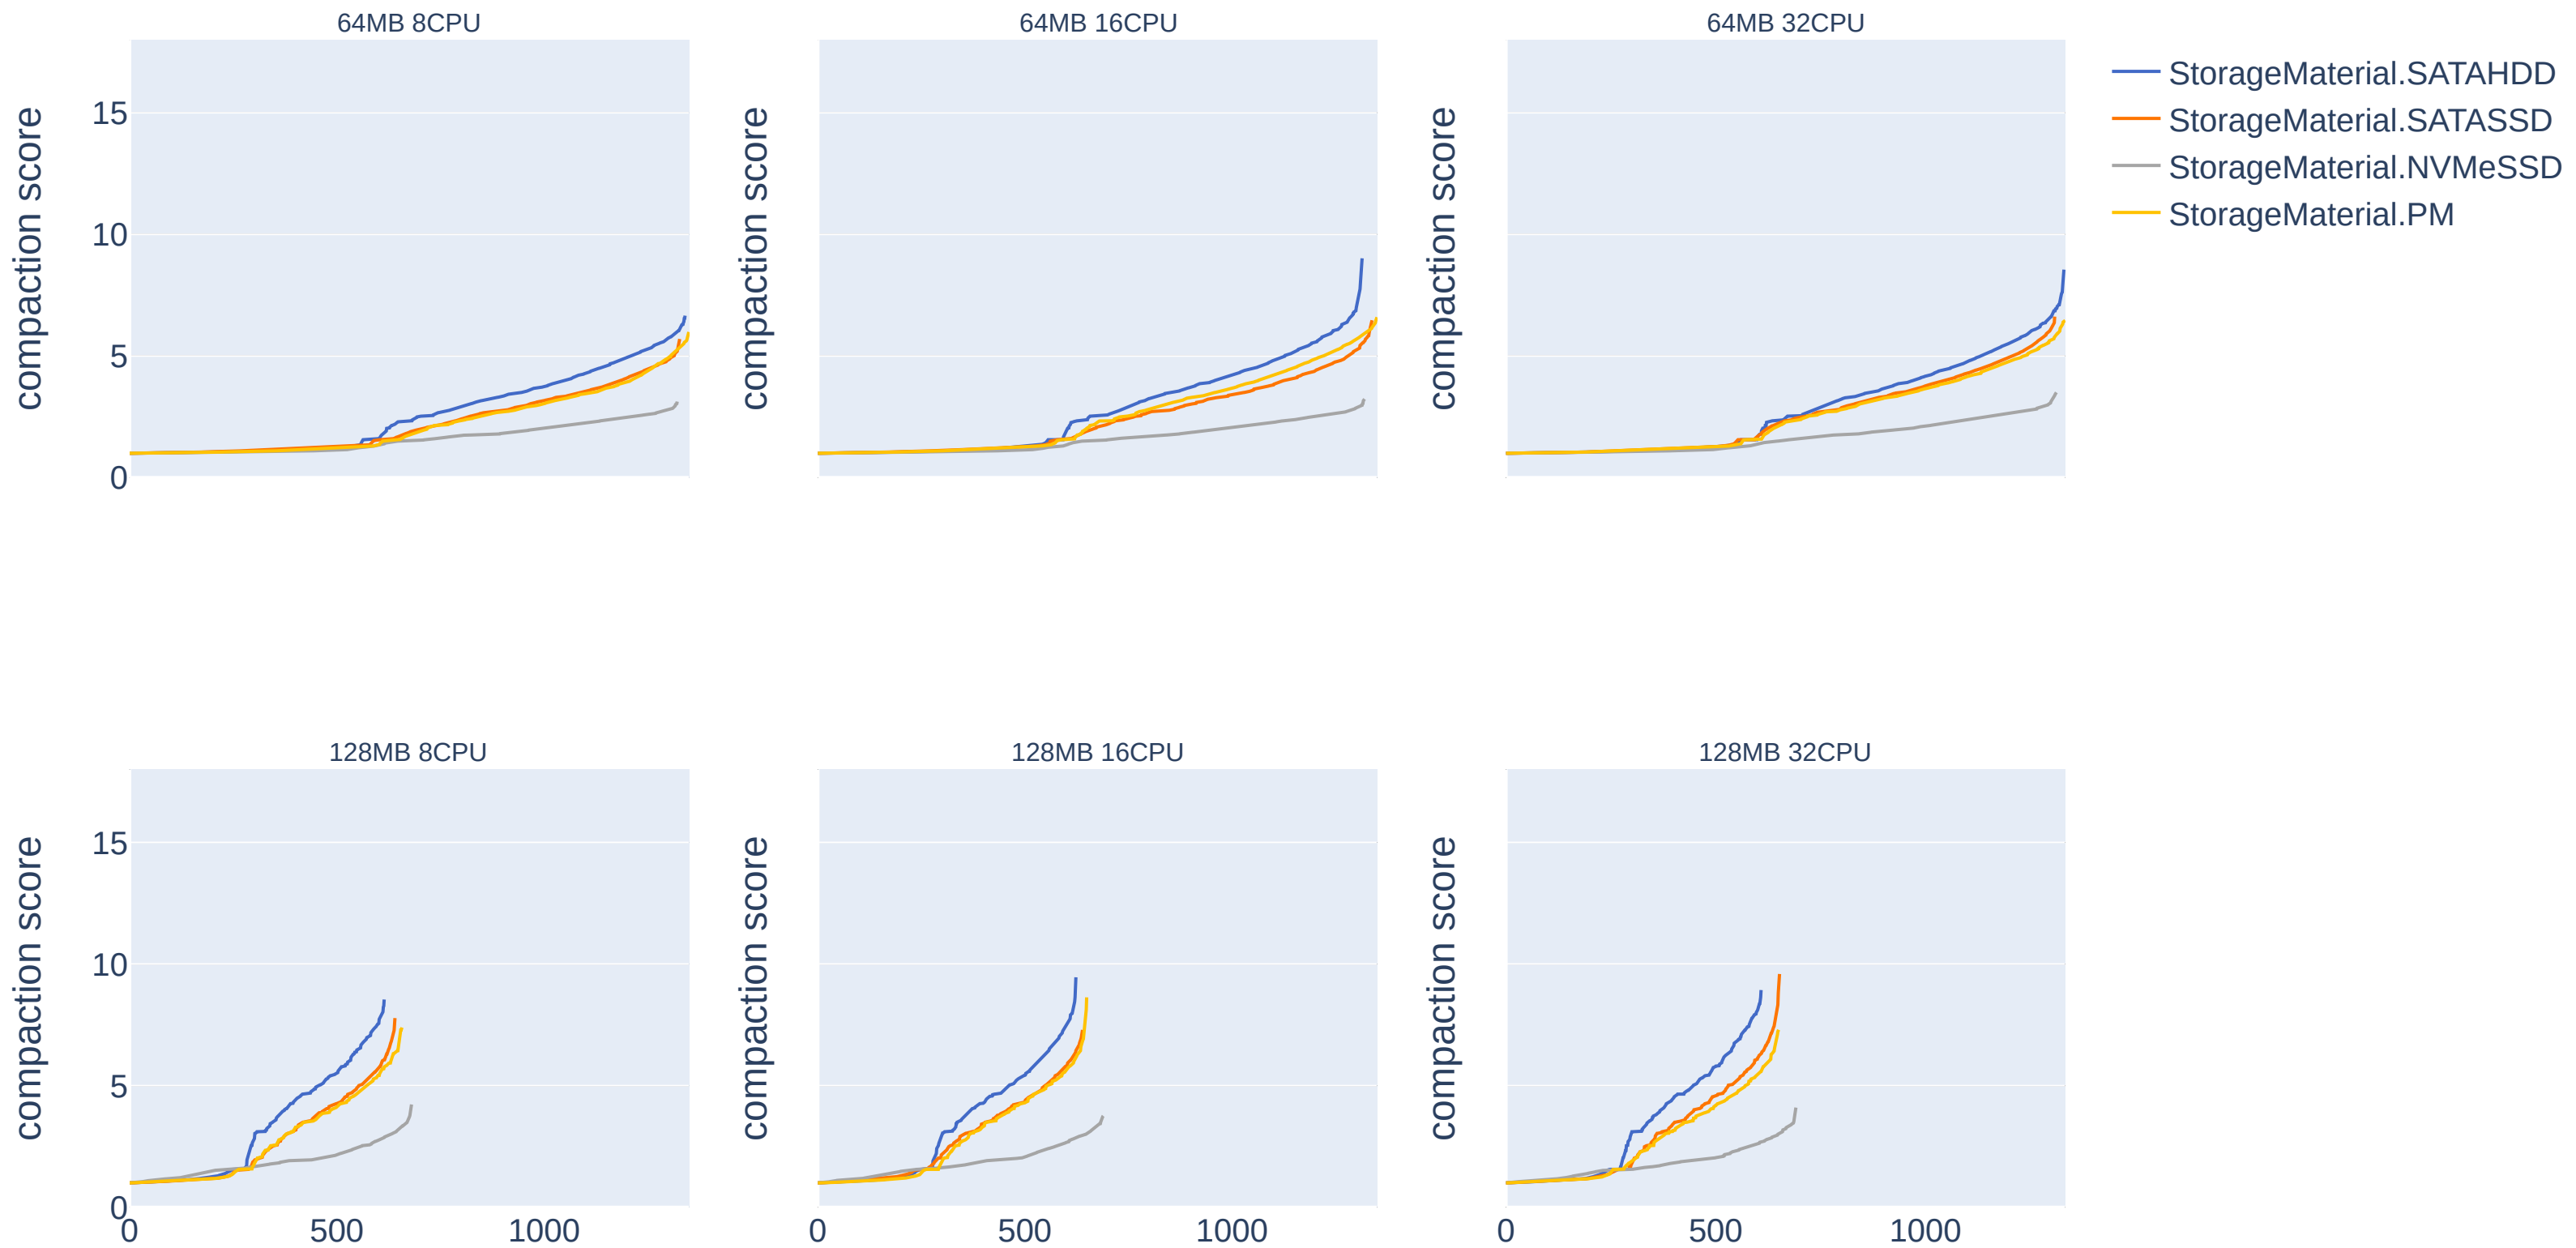 64MB 8CPU
64MB 16CPU
64MB 32CPU
compaction score
15
10
5
0
compaction score
compaction score
StorageMaterial.SATAHDD
StorageMaterial.SATASSD
StorageMaterial.NVMeSSD
StorageMaterial.PM
128MB 8CPU
128MB 16CPU
128MB 32CPU
compaction score
15
10
5
0
compaction score
compaction score
0 500 1000
0 500 1000
0 500 1000